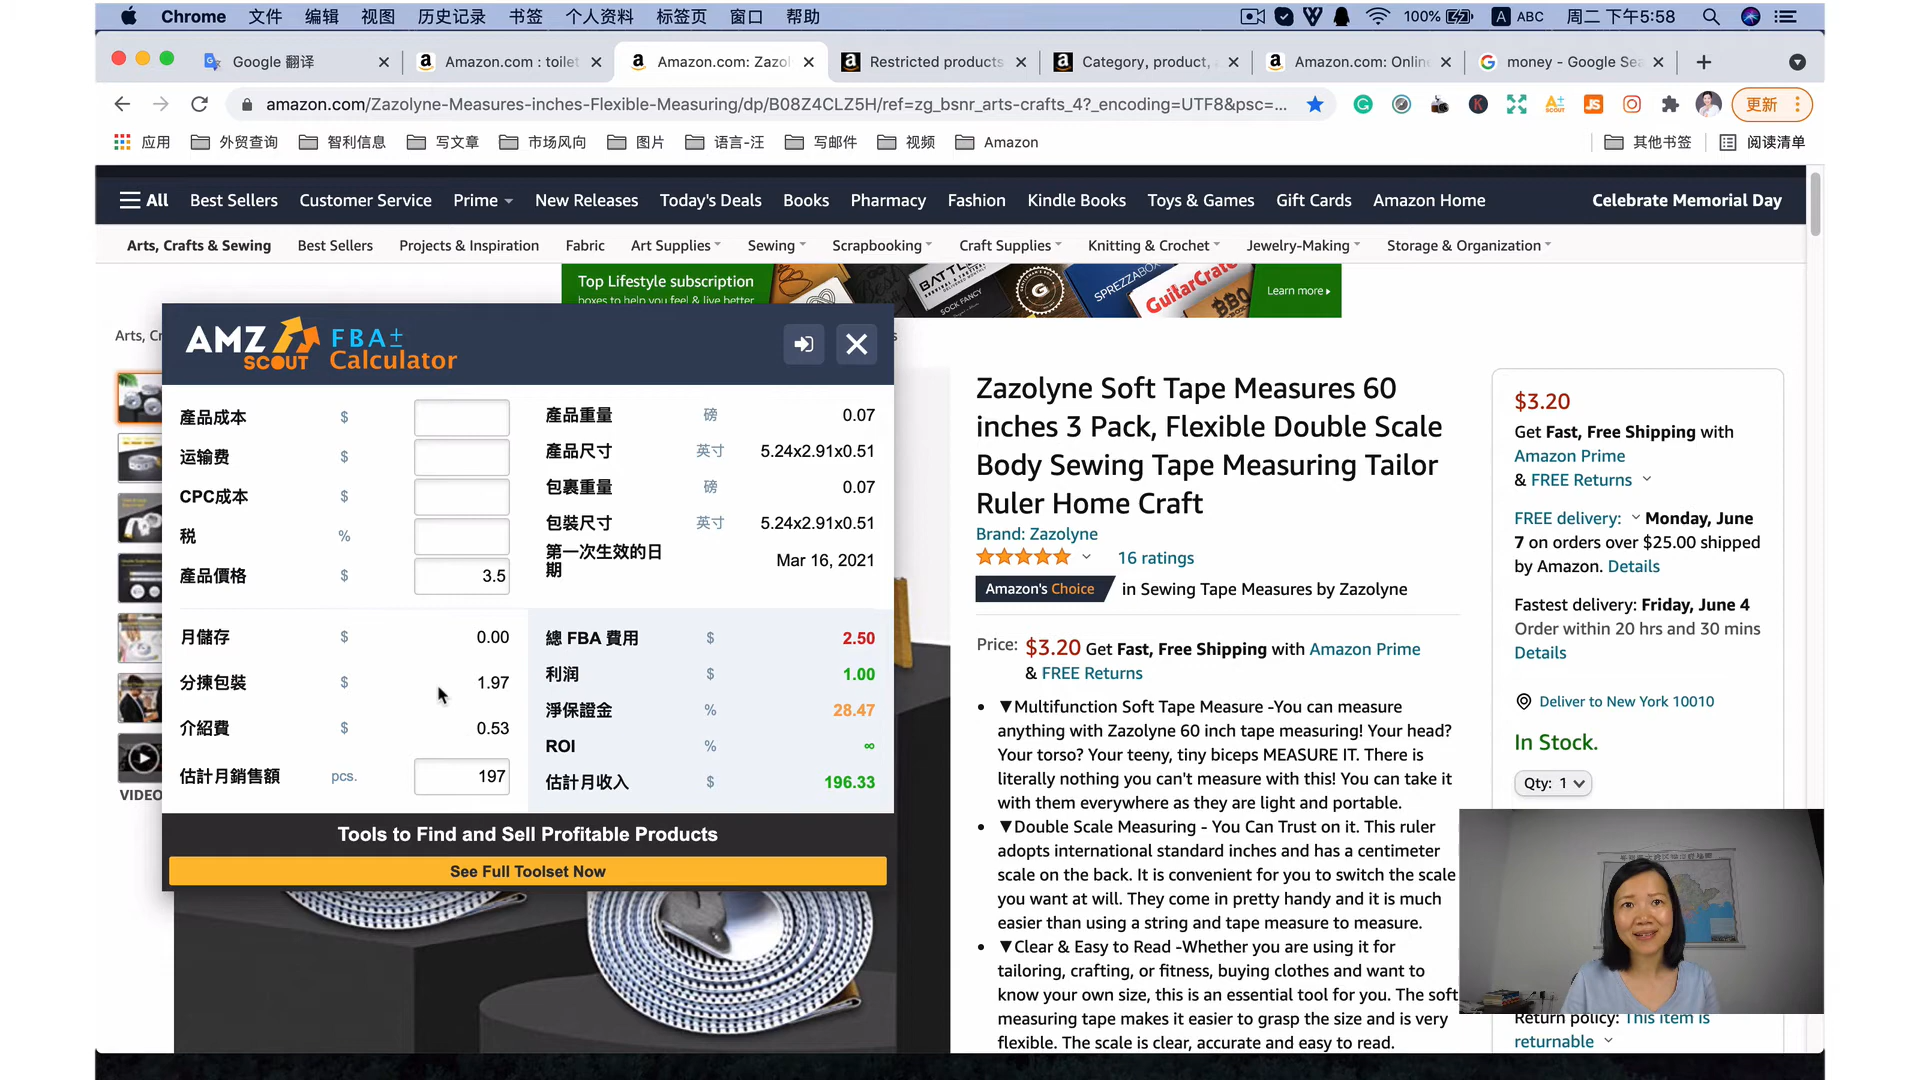 Chrome 文件 编辑 视图 历史记录 书签 个人资料 标签页 窗口 帮助 100% A ABC 周二 下午5:58
Google 翻译 Amazon.com : toilet Amazon.com: Zazol Restricted products Category, product, Amazon.com: Onlin money - Google Sea
amazon.com/Zazolyne-Measures-inches-Flexible-Measuring/dp/B08Z4CLZ5H/ref=zg_bsnr_arts-crafts_4?_encoding=UTF8&psc=... 更新
应用 外贸查询 智利信息 写文章 市场风向 图片 语言-汪 写邮件 视频 Amazon 其他书签 阅读清单
All Best Sellers Customer Service Prime New Releases Today's Deals Books Pharmacy Fashion Kindle Books Toys & Games Gift Cards Amazon Home Celebrate Memorial Day
Arts, Crafts & Sewing Best Sellers Projects & Inspiration Fabric Art Supplies Sewing Scrapbooking Craft Supplies Knitting & Crochet Jewelry-Making Storage & Organization
Top Lifestyle subscription
boxes to help you feel & live better
BATTL
SOCK FANCY
SPREZZABOX
GuitarCrate
BBQ
Learn more
Arts, Cr
AMZ SCOUT FBA± Calculator
產品成本 $
运输费 $
CPC成本 $
税 %
產品價格 $ 3.5
產品重量 磅 0.07
產品尺寸 英寸 5.24x2.91x0.51
包裹重量 磅 0.07
包裝尺寸 英寸 5.24x2.91x0.51
第一次生效的日
期 Mar 16, 2021
月儲存 $ 0.00
分揀包裝 $ 1.97
介紹費 $ 0.53
估計月銷售額 pcs. 197
總 FBA 費用 $ 2.50
利润 $ 1.00
淨保證金 % 28.47
ROI % ∞
估計月收入 $ 196.33
Tools to Find and Sell Profitable Products
See Full Toolset Now
VIDEO
Zazolyne Soft Tape Measures 60
inches 3 Pack, Flexible Double Scale
Body Sewing Tape Measuring Tailor
Ruler Home Craft
Brand: Zazolyne
16 ratings
Amazon's Choice in Sewing Tape Measures by Zazolyne
Price: $3.20 Get Fast, Free Shipping with Amazon Prime
& FREE Returns
• ▼Multifunction Soft Tape Measure -You can measure
anything with Zazolyne 60 inch tape measuring! Your head?
Your torso? Your teeny, tiny biceps MEASURE IT. There is
literally nothing you can't measure with this! You can take it
with them everywhere as they are light and portable.
• ▼Double Scale Measuring - You Can Trust on it. This ruler
adopts international standard inches and has a centimeter
scale on the back. It is convenient for you to switch the scale
you want at will. They come in pretty handy and it is much
easier than using a string and tape measure to measure.
• ▼Clear & Easy to Read -Whether you are using it for
tailoring, crafting, or fitness, buying clothes and want to
know your own size, this is an essential tool for you. The soft
measuring tape makes it easier to grasp the size and is very
flexible. The scale is clear, accurate and easy to read.
$3.20
Get Fast, Free Shipping with
Amazon Prime
& FREE Returns
FREE delivery: Monday, June
7 on orders over $25.00 shipped
by Amazon. Details
Fastest delivery: Friday, June 4
Order within 20 hrs and 30 mins
Details
Deliver to New York 10010
In Stock.
Qty: 1
Return policy: This item is
returnable